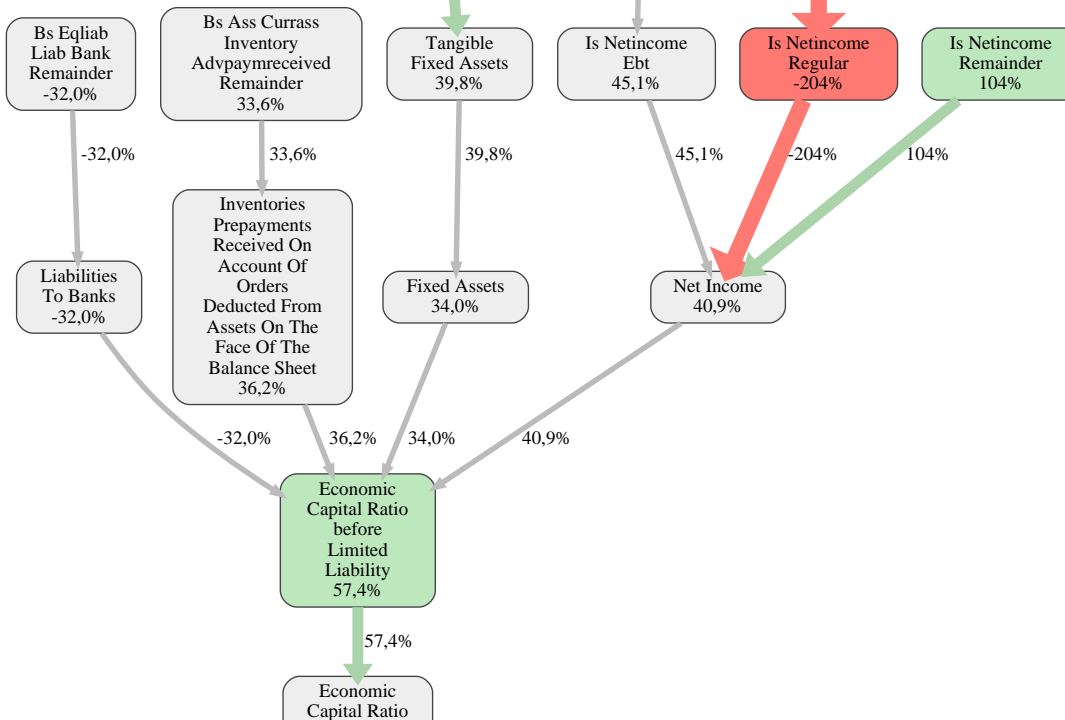 Bs Eqliab
Liab Bank
Remainder
-32,0%
Bs Ass Currass
Inventory
Advpaymreceived
Remainder
33,6%
Tangible
Fixed Assets
39,8%
Is Netincome
Ebt
45,1%
Is Netincome
Regular
-204%
Is Netincome
Remainder
104%
-32,0%
33,6%
39,8%
45,1%
-204%
104%
Liabilities
To Banks
-32,0%
Inventories
Prepayments
Received On
Account Of
Orders
Deducted From
Assets On The
Face Of The
Balance Sheet
36,2%
Fixed Assets
34,0%
Net Income
40,9%
-32,0%
36,2%
34,0%
40,9%
Economic
Capital Ratio
before
Limited
Liability
57,4%
57,4%
Economic
Capital Ratio